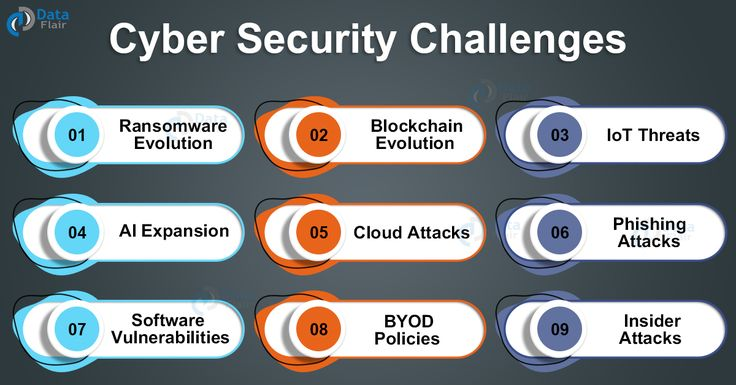 Data
Flair
Cyber Security Challenges
01
Ransomware
Evolution
02
Blockchain
Evolution
03
IoT Threats
04
AI Expansion
05
Cloud Attacks
06
Phishing
Attacks
07
Software
Vulnerabilities
08
BYOD
Policies
09
Insider
Attacks